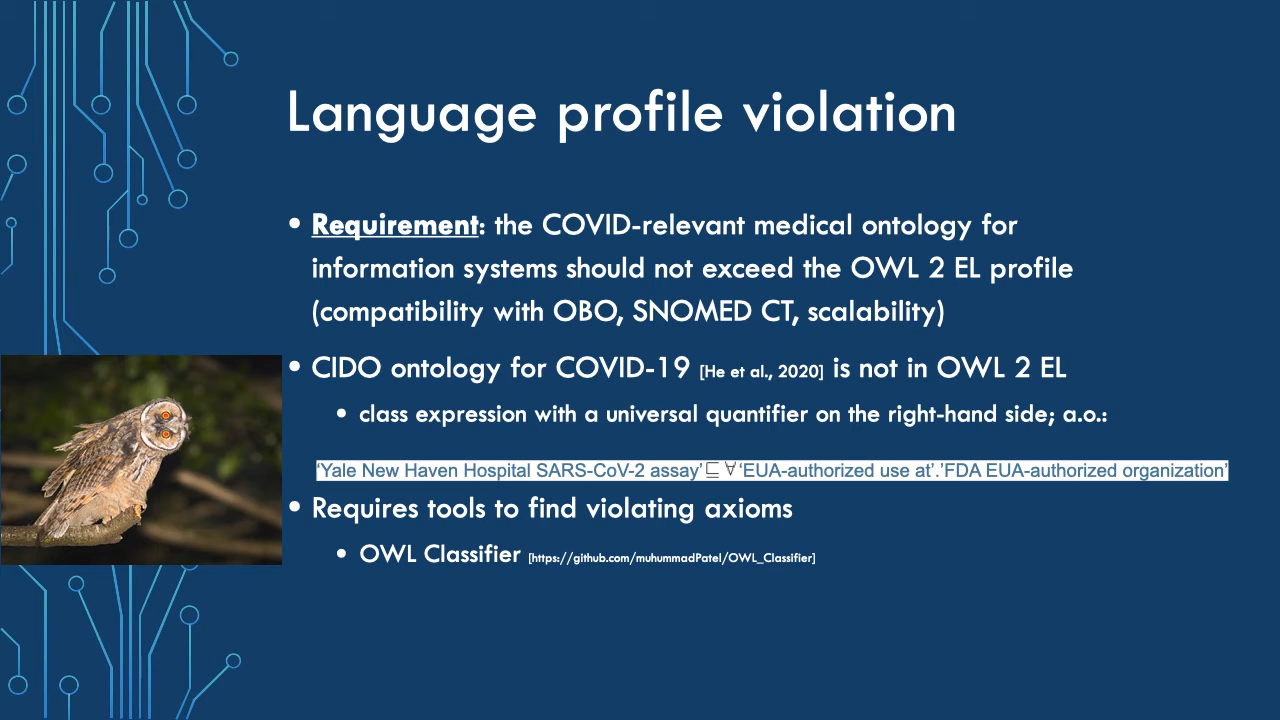 Language profile violation
• Requirement: the COVID-relevant medical ontology for
information systems should not exceed the OWL 2 EL profile
(compatibility with OBO, SNOMED CT, scalability)
• CIDO ontology for COVID-19 [He et al., 2020] is not in OWL 2 EL
• class expression with a universal quantifier on the right-hand side; a.o.:
‘Yale New Haven Hospital SARS-CoV-2 assay’ ⊑ ∀ ‘EUA-authorized use at’.’FDA EUA-authorized organization’
• Requires tools to find violating axioms
• OWL Classifier [https://github.com/muhummadPatel/OWL_Classifier]